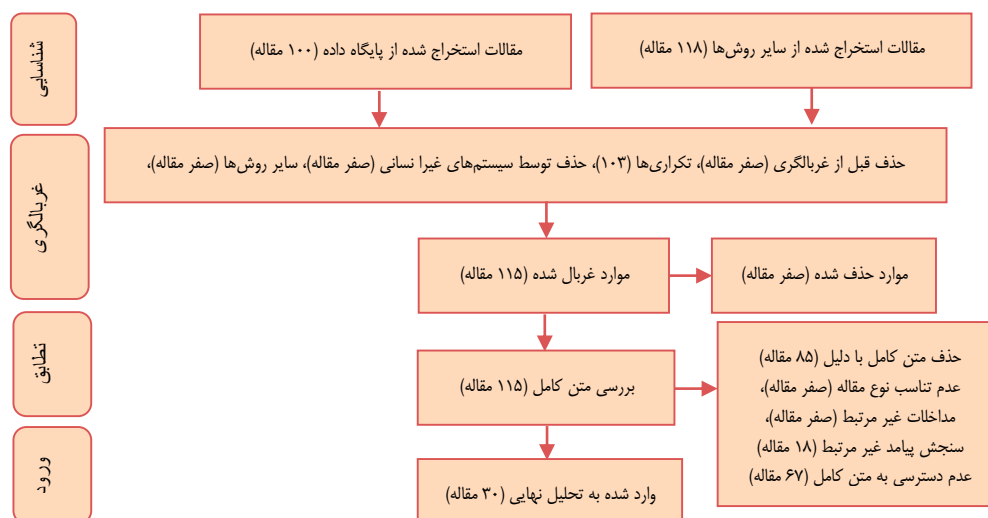 شناسایی
مقالات استخراج شده از سایر روش‌ها (۱۱۸ مقاله)
مقالات استخراج شده از پایگاه داده (۱۰۰ مقاله)
غربالگری
حذف قبل از غربالگری (صفر مقاله)، تکراری‌ها (۱۰۳)، حذف توسط سیستم‌های غیرا نسانی (صفر مقاله)، سایر روش‌ها (صفر مقاله)،
موارد غربال شده (۱۱۵ مقاله)
موارد حذف شده (صفر مقاله)
تطابق
بررسی متن کامل (۱۱۵ مقاله)
حذف متن کامل با دلیل (۸۵ مقاله)
عدم تناسب نوع مقاله (صفر مقاله)،
مداخلات غیر مرتبط (صفر مقاله)،
سنجش پیامد غیر مرتبط (۱۸ مقاله)
عدم دسترسی به متن کامل (۶۷ مقاله)
ورود
وارد شده به تحلیل نهایی (۳۰ مقاله)